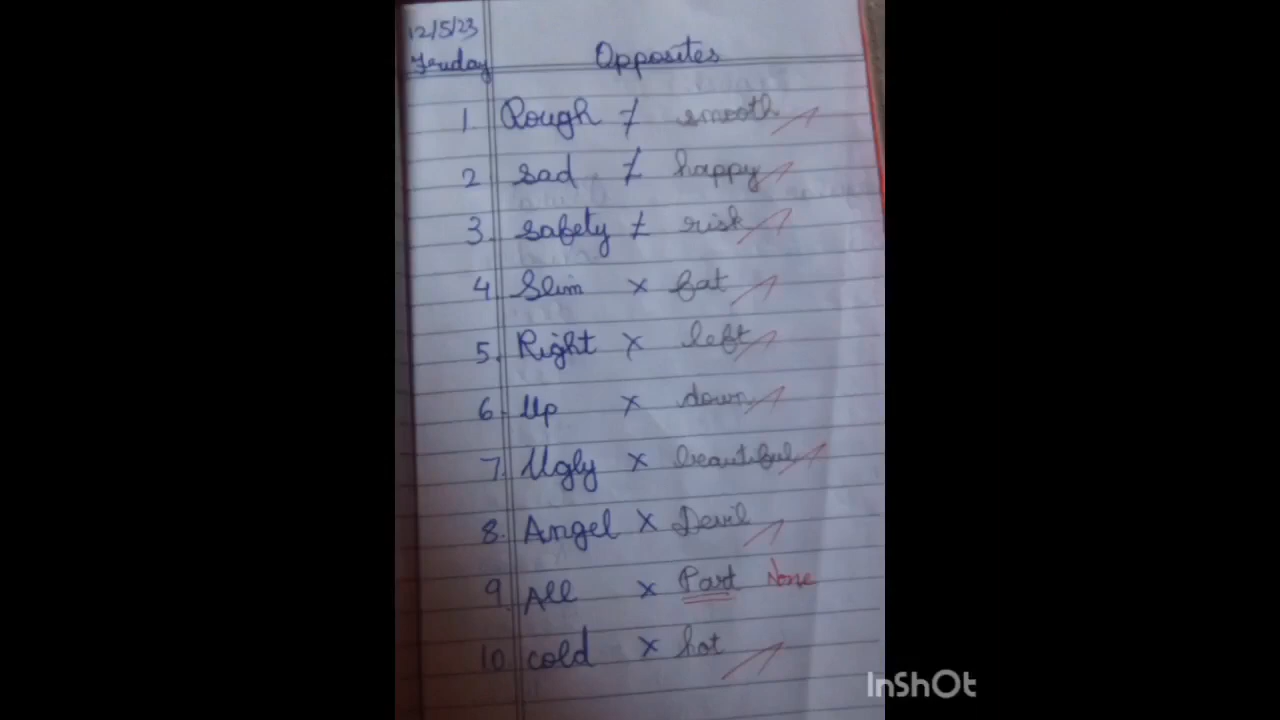 12/5/23
Friday Opposites
1 Rough ≠ smooth
2 sad ≠ happy
3. safety ≠ risk
4. Slim × fat
5. Right × left
6. Up × down
7. Ugly × beautiful
8. Angel × Devil
9. All × Part None
10. cold × hot
InShOt